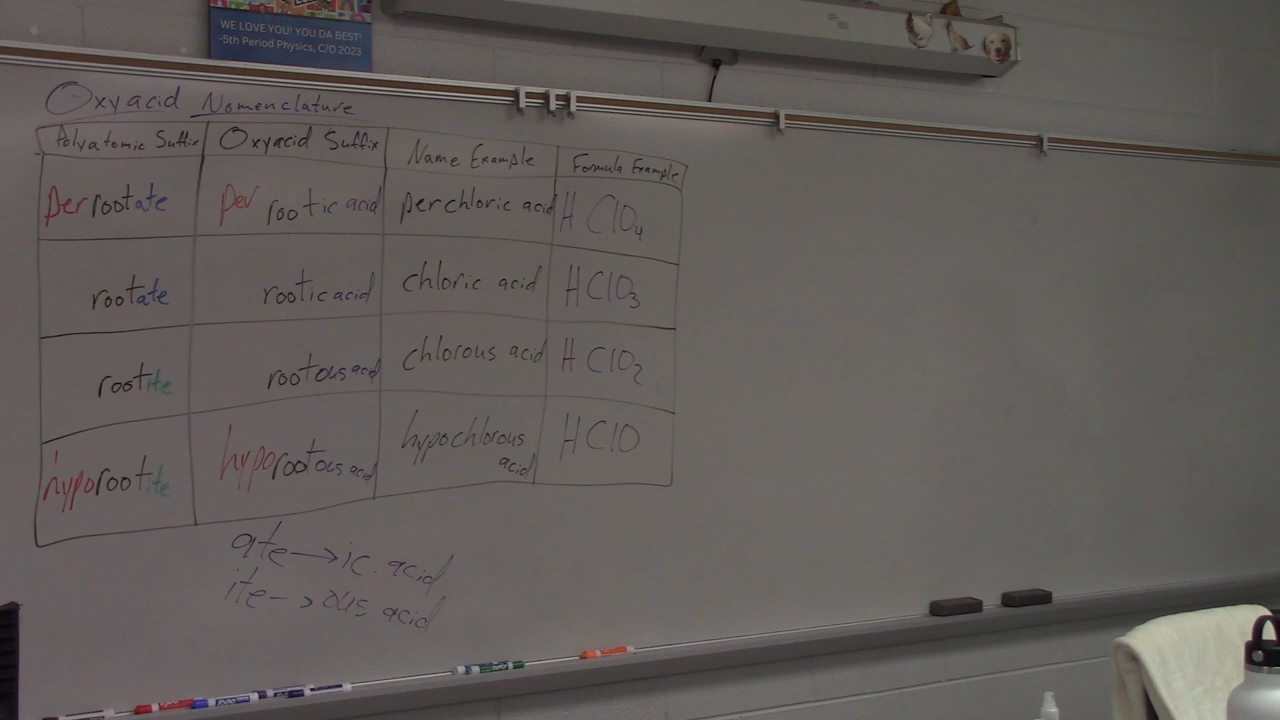 WE LOVE YOU! YOU DA BEST!
-5th Period Physics, C/D 2023
Oxyacid Nomenclature
Polyatomic Suffix Oxyacid Suffix Name Example Formula Example
perrootate per rootic acid perchloric acid HClO4
rootate rootic acid chloric acid HClO3
rootite rootous acid chlorous acid HClO2
hyporootite hyporootous acid hypochlorous acid HClO
ate → ic. acid
ite -> ous acid